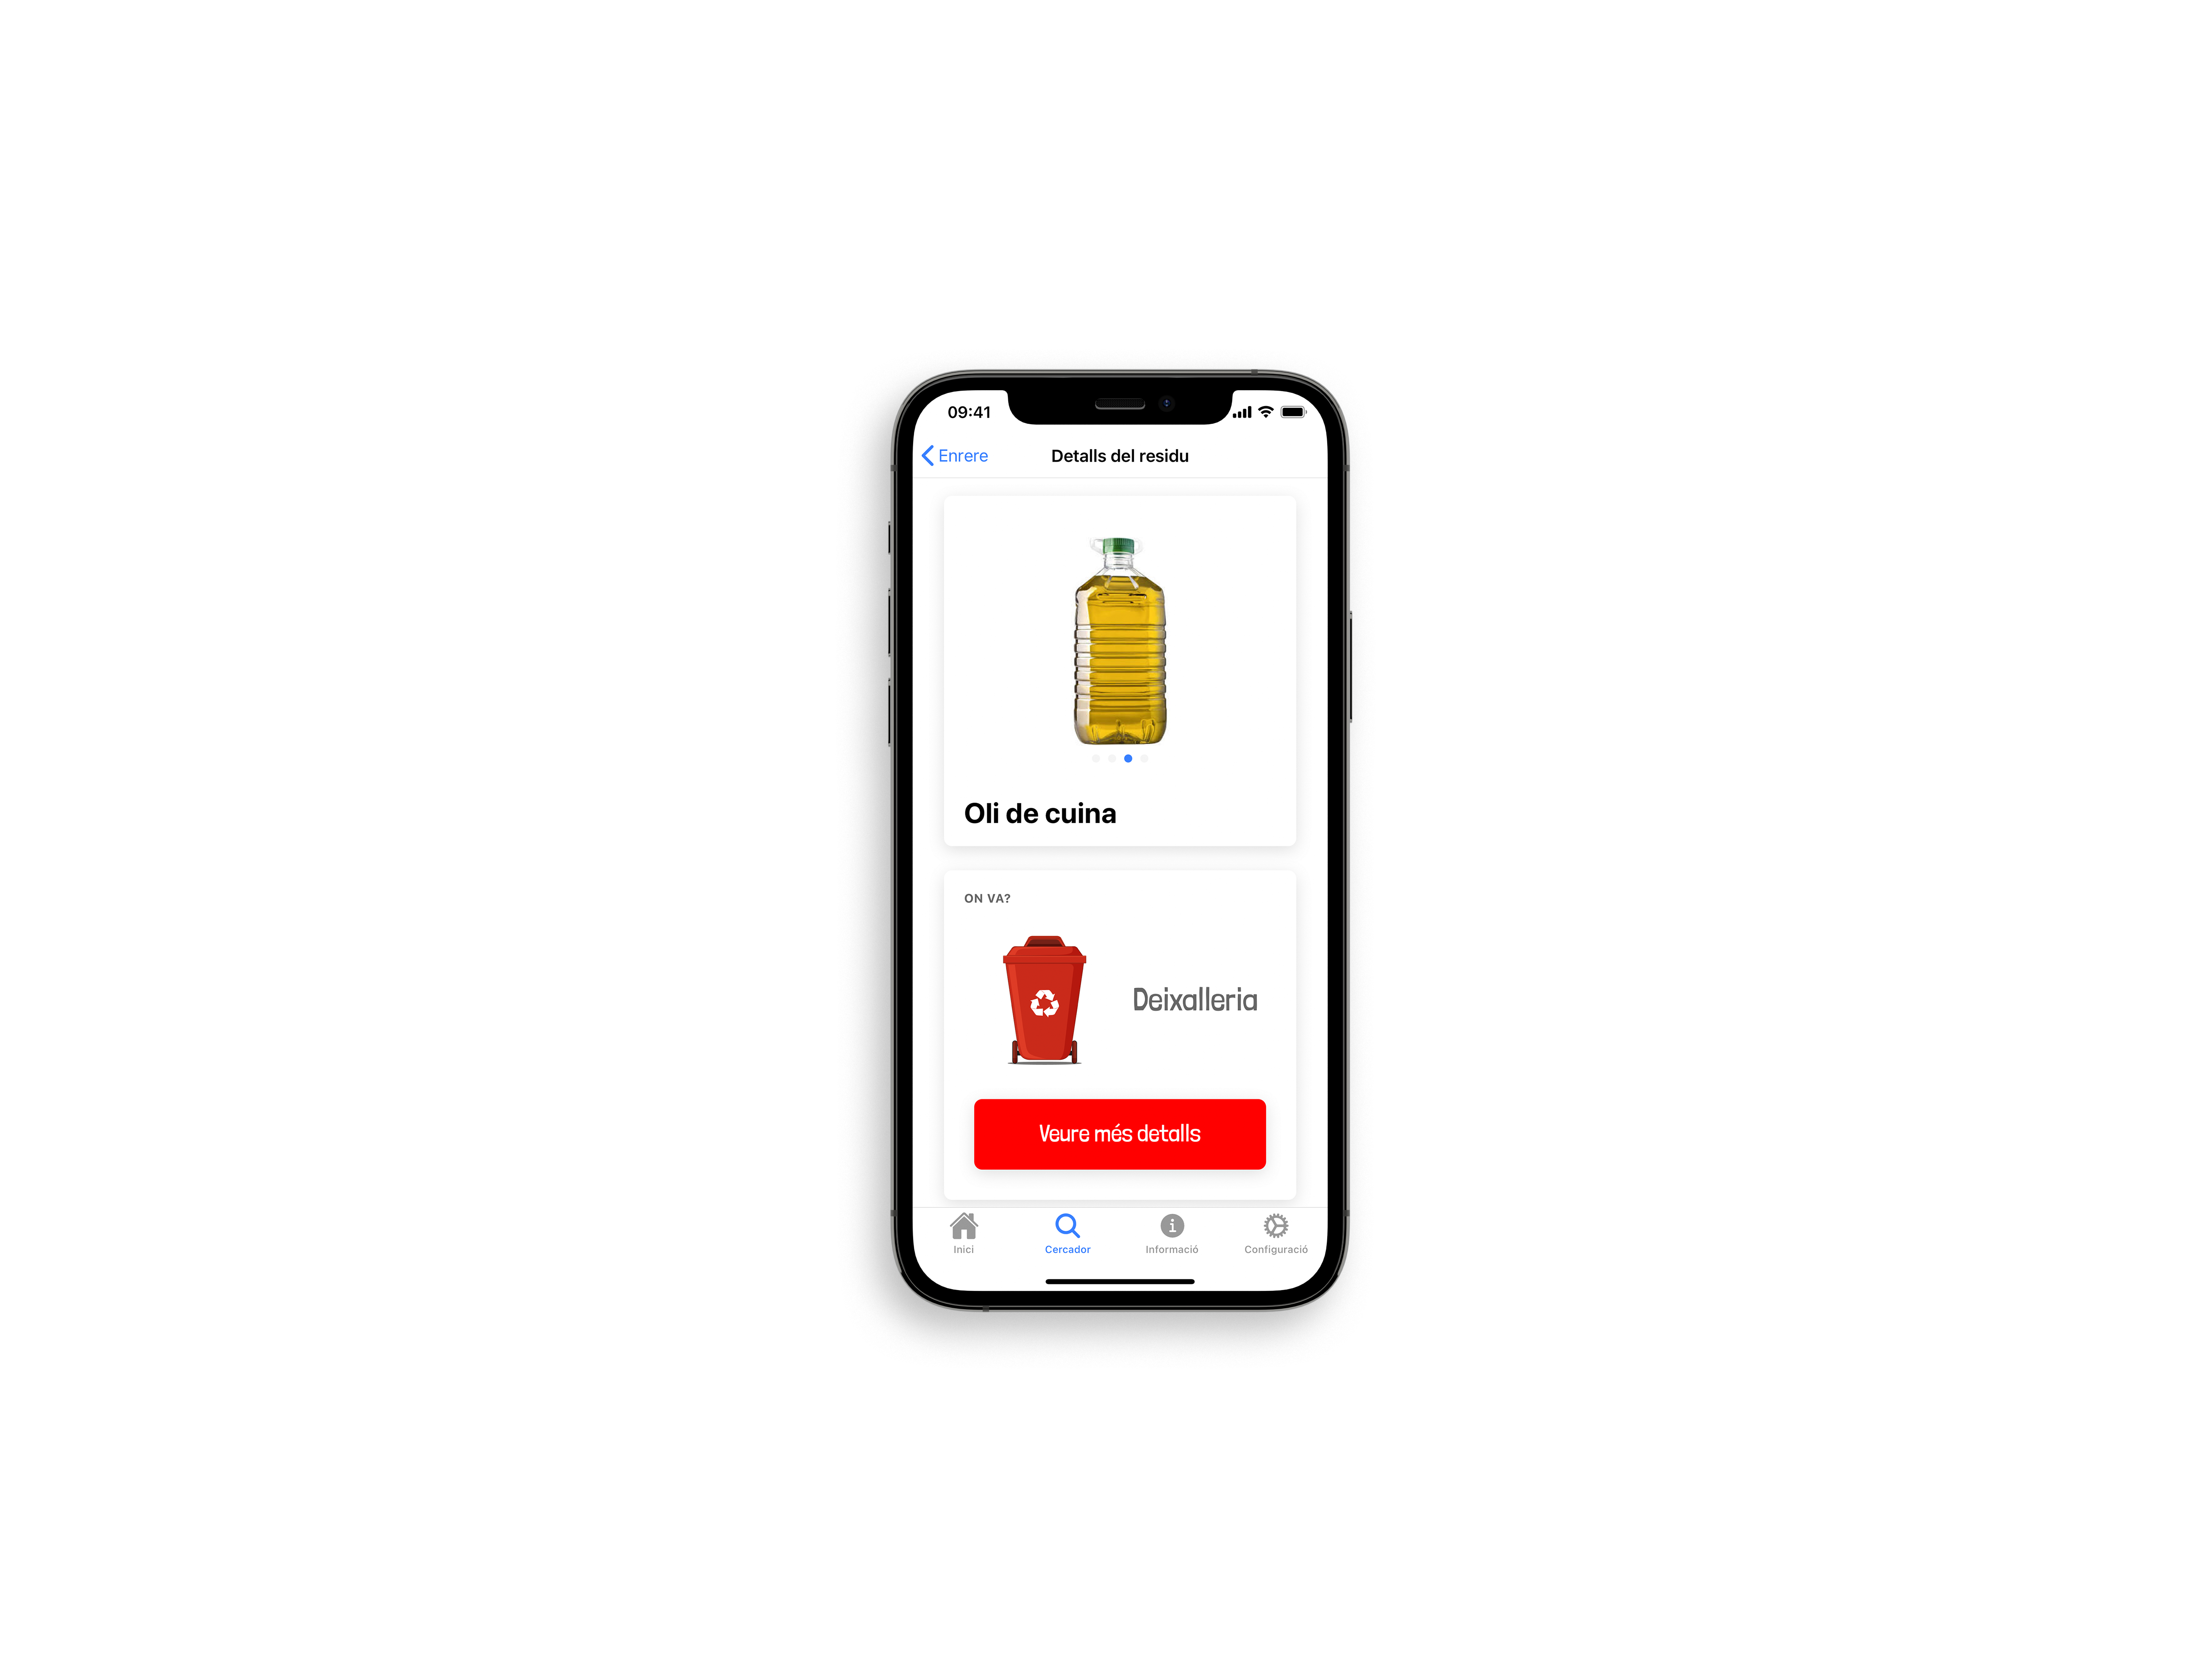 09:41
Enrere
Detalls del residu
Oli de cuina
ON VA?
Deixalleria
Veure més detalls
Inici
Cercador
Informació
Configuració